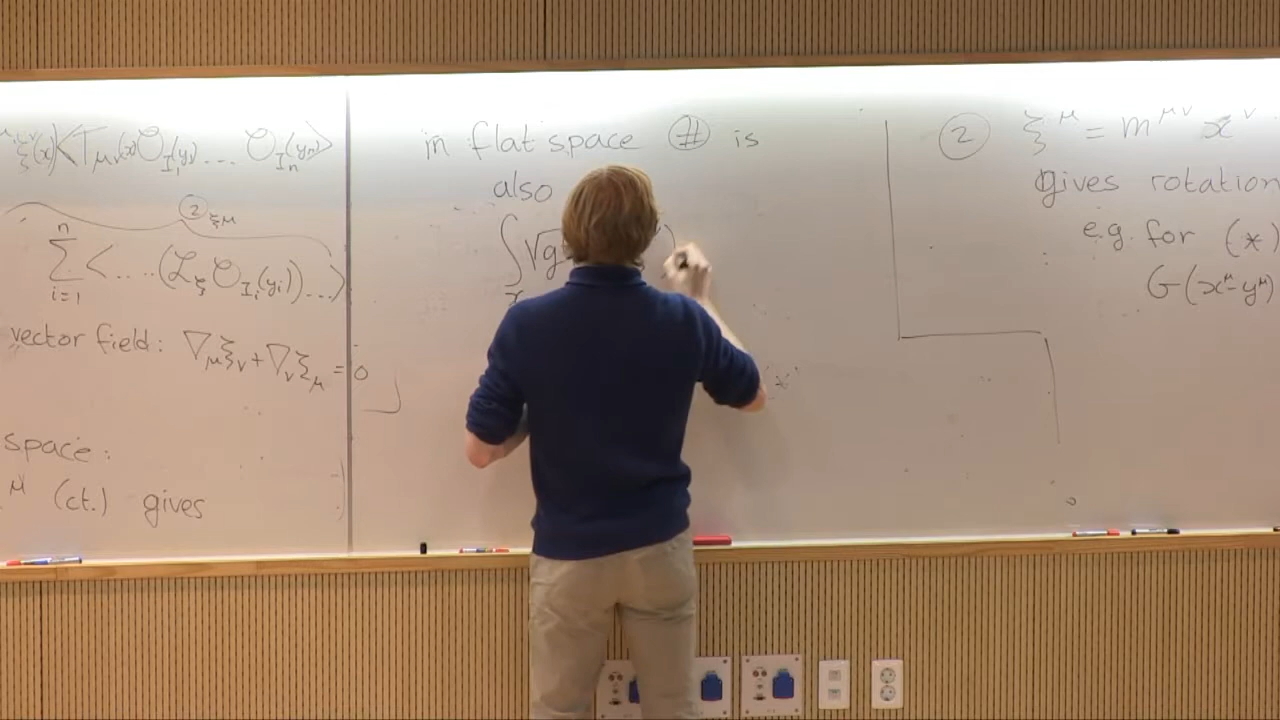 ξ^ν(x)<T_μν(x)O_I₁(y₁).... O_Iₙ(yₙ)>
② ξ^μ
∑_{i=1}^{n} <....(ℒ_ξ O_Iᵢ(yᵢ))...>
vector field: ∇_μ ξ_ν + ∇_ν ξ_μ = 0
space:
μ (ct.) gives
in flat space # is
also
∫ √g
x
② ξ^μ = m^{μν} x^ν
gives rotation
e.g. for (*)
G(x^μ-y^μ)